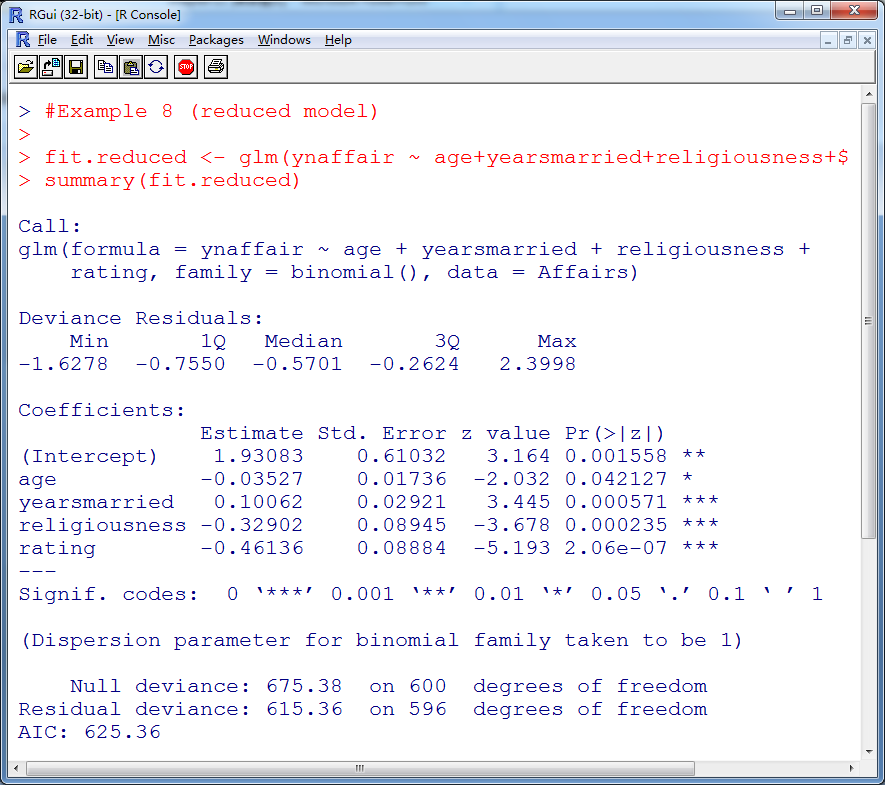 RGui (32-bit) - [R Console]
File Edit View Misc Packages Windows Help
STOP
> #Example 8 (reduced model)
>
> fit.reduced <- glm(ynaffair ~ age+yearsmarried+religiousness+$
> summary(fit.reduced)
Call:
glm(formula = ynaffair ~ age + yearsmarried + religiousness +
    rating, family = binomial(), data = Affairs)
Deviance Residuals:
    Min       1Q   Median       3Q      Max
-1.6278  -0.7550  -0.5701  -0.2624   2.3998
Coefficients:
              Estimate Std. Error z value Pr(>|z|)
(Intercept)    1.93083    0.61032   3.164 0.001558 **
age           -0.03527    0.01736  -2.032 0.042127 *
yearsmarried   0.10062    0.02921   3.445 0.000571 ***
religiousness -0.32902    0.08945  -3.678 0.000235 ***
rating        -0.46136    0.08884  -5.193 2.06e-07 ***
---
Signif. codes:  0 ‘***’ 0.001 ‘**’ 0.01 ‘*’ 0.05 ‘.’ 0.1 ‘ ’ 1
(Dispersion parameter for binomial family taken to be 1)
    Null deviance: 675.38  on 600  degrees of freedom
Residual deviance: 615.36  on 596  degrees of freedom
AIC: 625.36